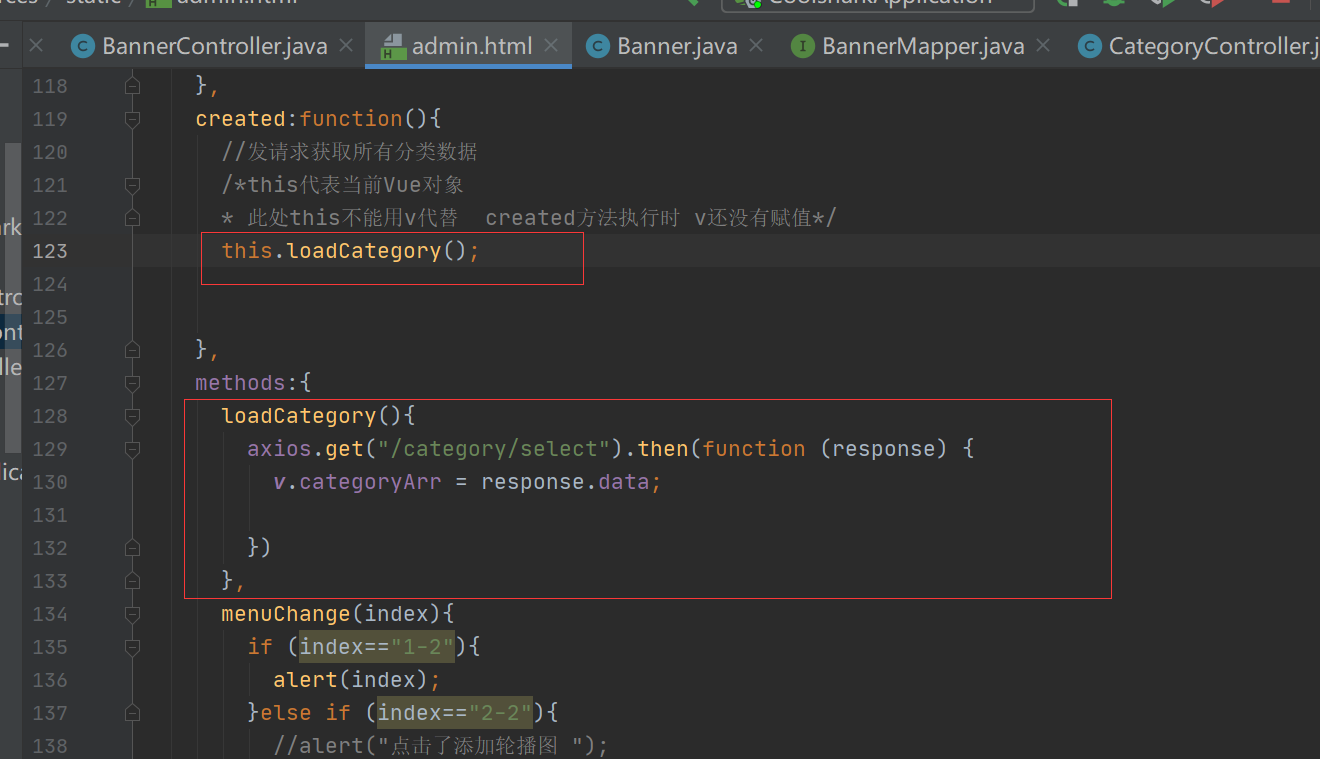 static / admin.html CoolsharkApplication
BannerController.java admin.html Banner.java BannerMapper.java CategoryController.j
118 },
119 created:function(){
120 //发请求获取所有分类数据
121 /*this代表当前Vue对象
122 * 此处this不能用v代替 created方法执行时 v还没有赋值*/
123 this.loadCategory();
124
125
126 },
127 methods:{
128 loadCategory(){
129 axios.get("/category/select").then(function (response) {
130 v.categoryArr = response.data;
131
132 })
133 },
134 menuChange(index){
135 if (index=="1-2"){
136 alert(index);
137 }else if (index=="2-2"){
138 //alert("点击了添加轮播图 ");